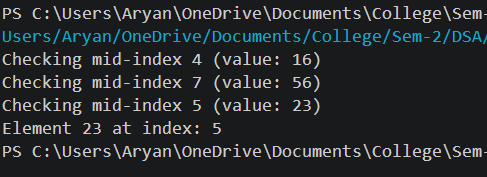 PS C:\Users\Aryan\OneDrive\Documents\College\Sem-
Users/Aryan/OneDrive/Documents/College/Sem-2/DSA/
Checking mid-index 4 (value: 16)
Checking mid-index 7 (value: 56)
Checking mid-index 5 (value: 23)
Element 23 at index: 5
PS C:\Users\Aryan\OneDrive\Documents\College\Sem-